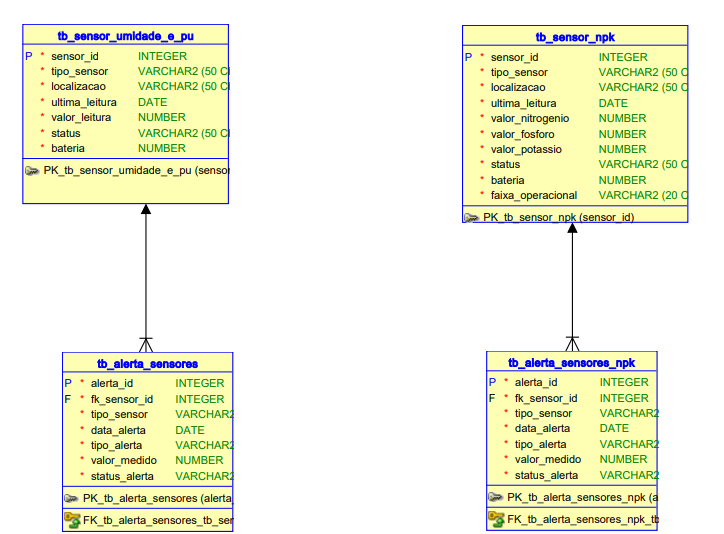 tb_sensor_umidade_e_pu
P * sensor_id INTEGER
* tipo_sensor VARCHAR2 (50 C
* localizacao VARCHAR2 (50 C
* ultima_leitura DATE
* valor_leitura NUMBER
* status VARCHAR2 (50 C
* bateria NUMBER
PK_tb_sensor_umidade_e_pu (sensor
tb_sensor_npk
P * sensor_id INTEGER
* tipo_sensor VARCHAR2 (50 C
* localizacao VARCHAR2 (50 C
* ultima_leitura DATE
* valor_nitrogenio NUMBER
* valor_fosforo NUMBER
* valor_potassio NUMBER
* status VARCHAR2 (50 C
* bateria NUMBER
* faixa_operacional VARCHAR2 (20 C
PK_tb_sensor_npk (sensor_id)
tb_alerta_sensores
P * alerta_id INTEGER
F * fk_sensor_id INTEGER
* tipo_sensor VARCHAR2
* data_alerta DATE
* tipo_alerta VARCHAR2
* valor_medido NUMBER
* status_alerta VARCHAR2
PK_tb_alerta_sensores (alerta_
FK_tb_alerta_sensores_tb_ser
tb_alerta_sensores_npk
P * alerta_id INTEGER
F * fk_sensor_id INTEGER
* tipo_sensor VARCHAR2
* data_alerta DATE
* tipo_alerta VARCHAR2
* valor_medido NUMBER
* status_alerta VARCHAR2
PK_tb_alerta_sensores_npk (a
FK_tb_alerta_sensores_npk_tb